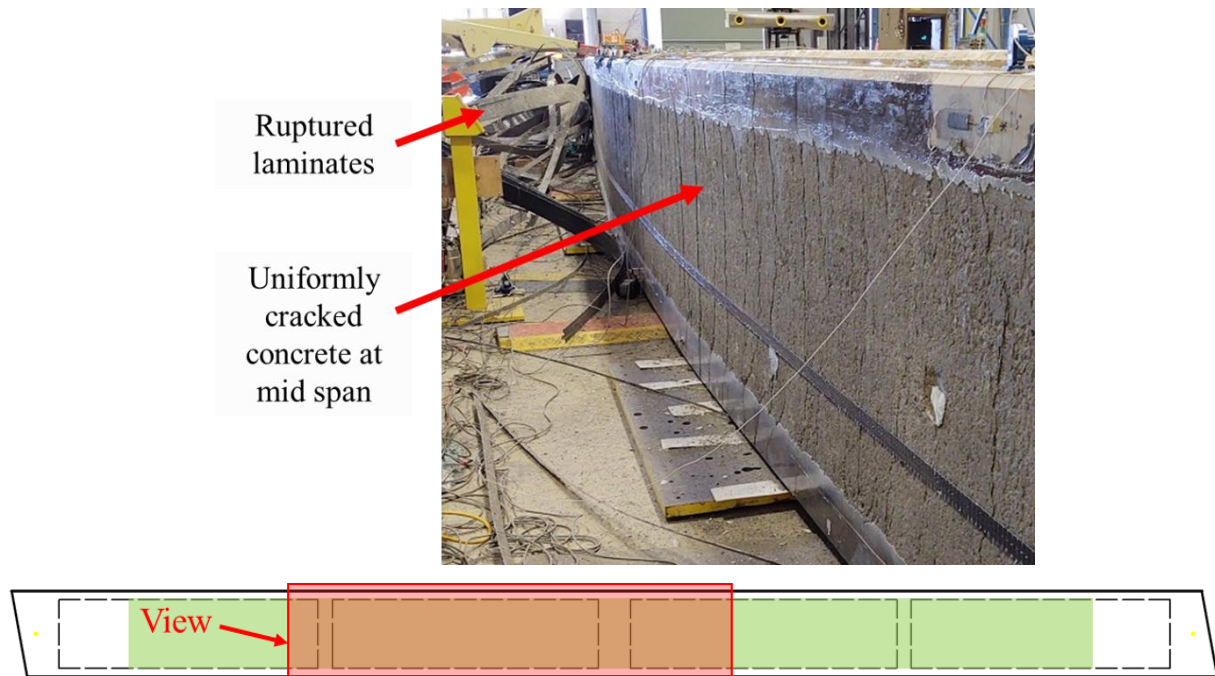 Ruptured
laminates
Uniformly
cracked
concrete at
mid span
View